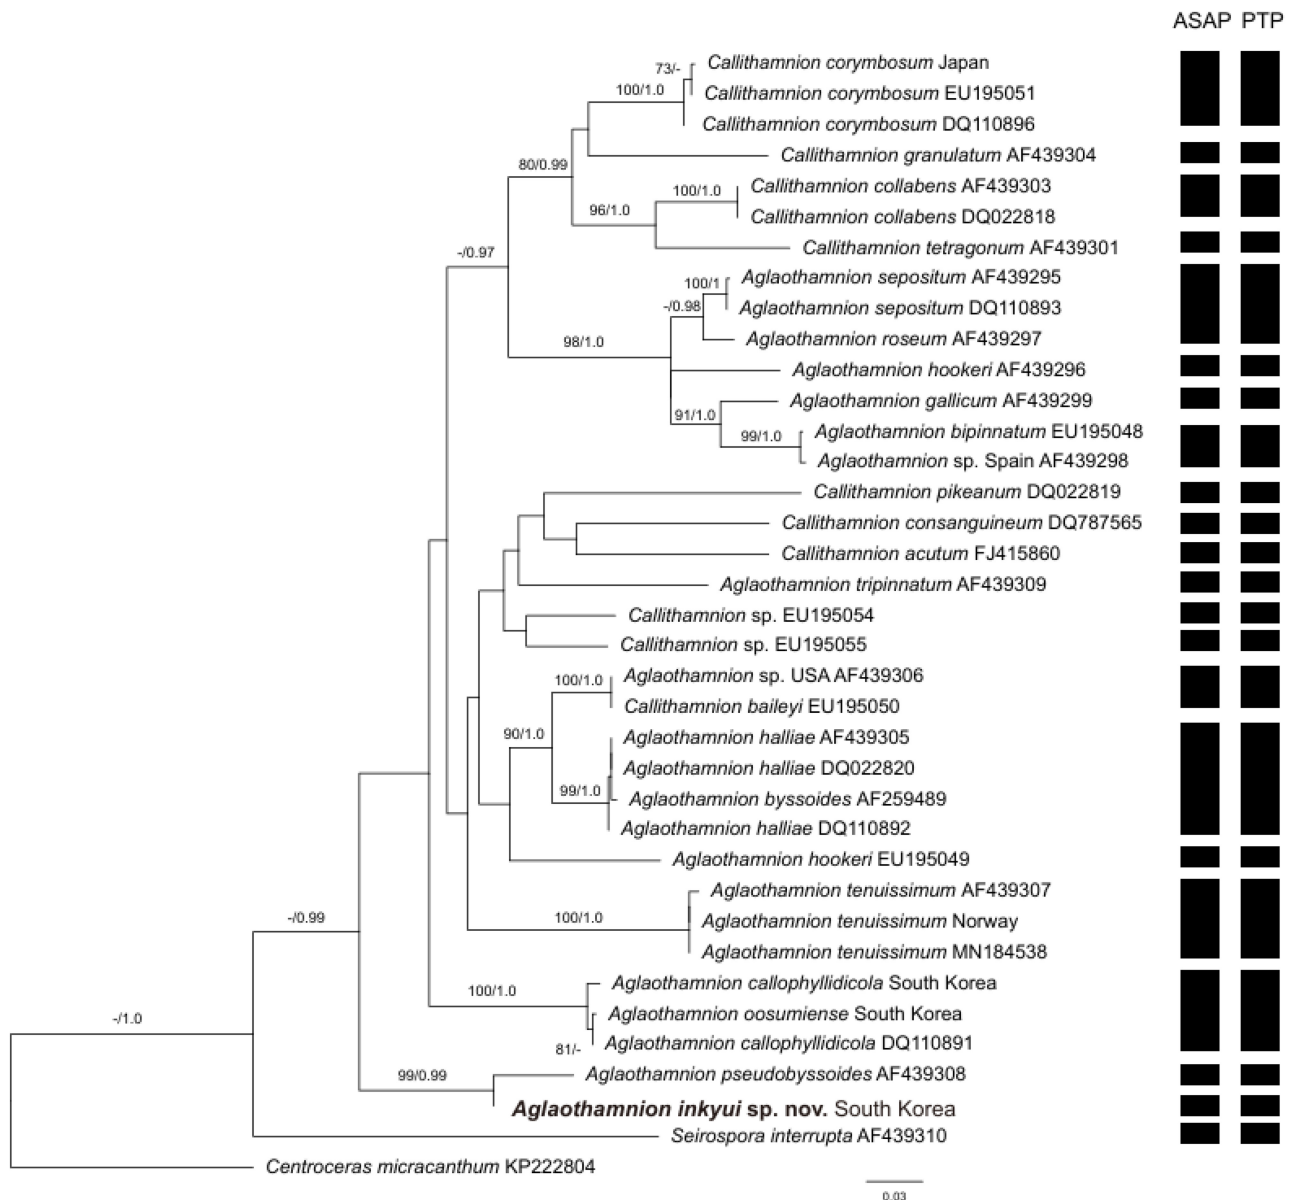 ASAP PTP
Callithamnion corymbosum Japan
73/-
100/1.0
Callithamnion corymbosum EU195051
Callithamnion corymbosum DQ110896
Callithamnion granulatum AF439304
80/0.99
Callithamnion collabens AF439303
100/1.0
96/1.0
Callithamnion collabens DQ022818
Callithamnion tetragonum AF439301
-/0.97
Aglaothamnion sepositum AF439295
100/1
-/0.98
Aglaothamnion sepositum DQ110893
Aglaothamnion roseum AF439297
98/1.0
Aglaothamnion hookeri AF439296
Aglaothamnion gallicum AF439299
91/1.0
Aglaothamnion bipinnatum EU195048
99/1.0
Aglaothamnion sp. Spain AF439298
Callithamnion pikeanum DQ022819
Callithamnion consanguineum DQ787565
Callithamnion acutum FJ415860
Aglaothamnion tripinnatum AF439309
Callithamnion sp. EU195054
Callithamnion sp. EU195055
Aglaothamnion sp. USA AF439306
100/1.0
Callithamnion baileyi EU195050
90/1.0
Aglaothamnion halliae AF439305
Aglaothamnion halliae DQ022820
99/1.0
Aglaothamnion byssoides AF259489
Aglaothamnion halliae DQ110892
Aglaothamnion hookeri EU195049
Aglaothamnion tenuissimum AF439307
-/0.99
100/1.0
Aglaothamnion tenuissimum Norway
Aglaothamnion tenuissimum MN184538
Aglaothamnion callophyllidicola South Korea
100/1.0
Aglaothamnion oosumiense South Korea
-/1.0
Aglaothamnion callophyllidicola DQ110891
81/-
99/0.99
Aglaothamnion pseudobyssoides AF439308
Aglaothamnion inkyui sp. nov. South Korea
Seirospora interrupta AF439310
Centroceras micracanthum KP222804
0.03